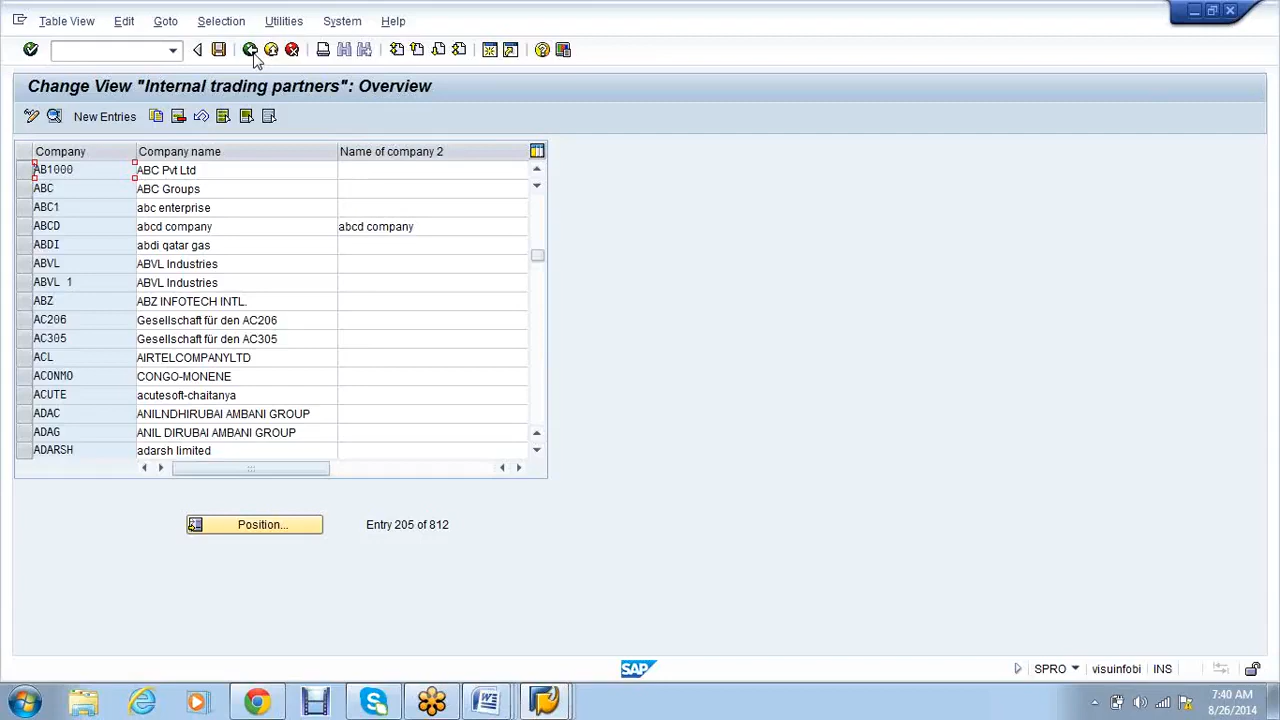 Table View Edit Goto Selection Utilities System Help
Change View "Internal trading partners": Overview
New Entries
Company Company name Name of company 2
AB1000 ABC Pvt Ltd
ABC ABC Groups
ABC1 abc enterprise
ABCD abcd company abcd company
ABDI abdi qatar gas
ABVL ABVL Industries
ABVL 1 ABVL Industries
ABZ ABZ INFOTECH INTL.
AC206 Gesellschaft für den AC206
AC305 Gesellschaft für den AC305
ACL AIRTELCOMPANYLTD
ACONMO CONGO-MONENE
ACUTE acutesoft-chaitanya
ADAC ANILNDHIRUBAI AMBANI GROUP
ADAG ANIL DIRUBAI AMBANI GROUP
ADARSH adarsh limited
Position... Entry 205 of 812
SAP
SPRO visuinfobi INS
7:40 AM
8/26/2014